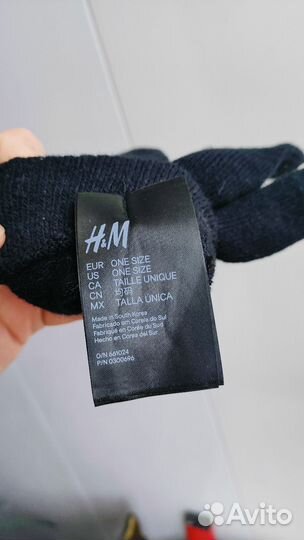 H&M
EUR ONE SIZE
US ONE SIZE
CA TAILLE UNIQUE
CN 均码
MX TALLA ÚNICA
Made in South Korea
Fabricado em Coreia do Sul
Fabriqué en Corée du Sud
Hecho en Corea del Sur
O/N 661024
P/N 0300696
Avito